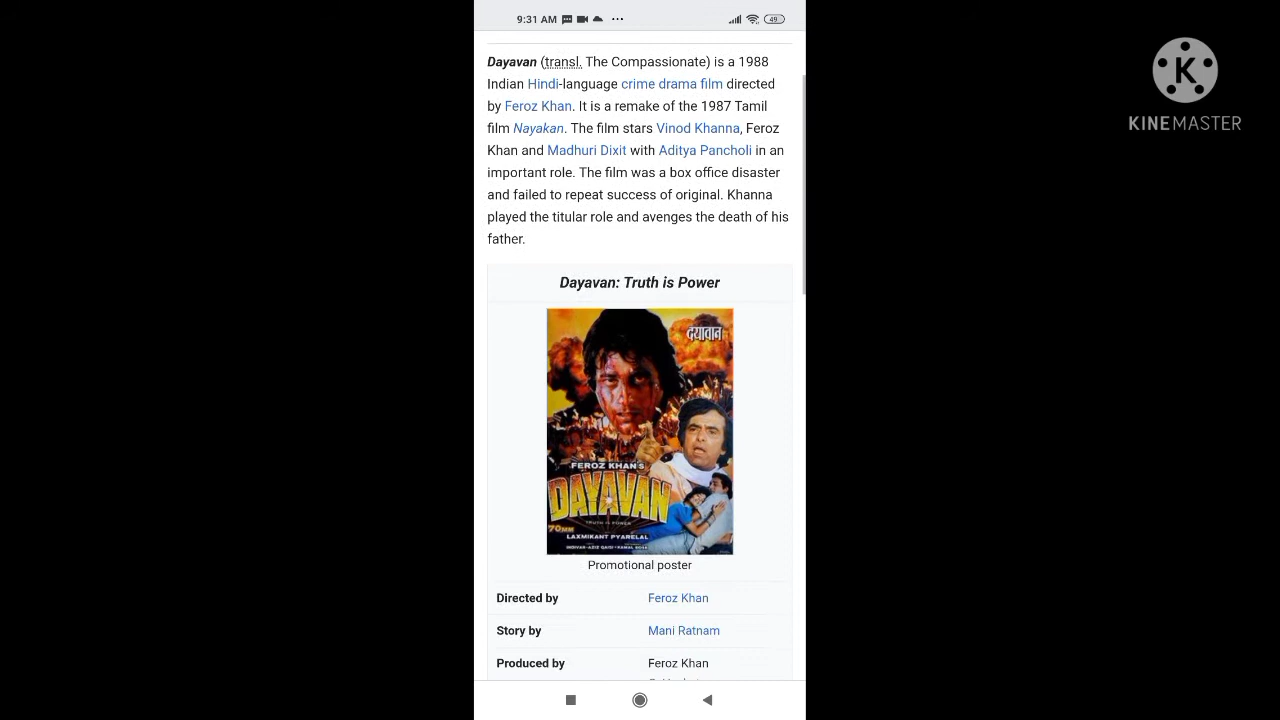 9:31 AM
49
K
KINEMASTER
Dayavan (transl. The Compassionate) is a 1988
Indian Hindi-language crime drama film directed
by Feroz Khan. It is a remake of the 1987 Tamil
film Nayakan. The film stars Vinod Khanna, Feroz
Khan and Madhuri Dixit with Aditya Pancholi in an
important role. The film was a box office disaster
and failed to repeat success of original. Khanna
played the titular role and avenges the death of his
father.
Dayavan: Truth is Power
दयावान
FEROZ KHAN'S
DAYAVAN
TRUTH IS POWER
70MM
LAXMIKANT PYARELAL
Promotional poster
Directed by Feroz Khan
Story by Mani Ratnam
Produced by Feroz Khan